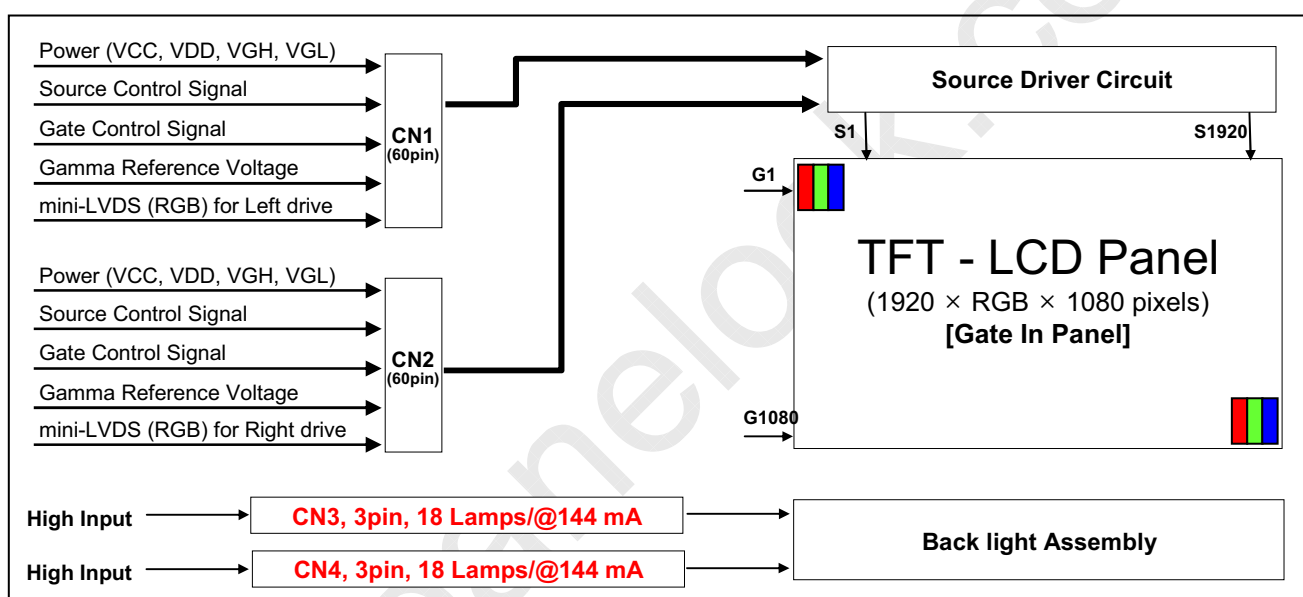 Power (VCC, VDD, VGH, VGL)
Source Control Signal
Gate Control Signal
Gamma Reference Voltage
mini-LVDS (RGB) for Left drive
CN1
(60pin)
Power (VCC, VDD, VGH, VGL)
Source Control Signal
Gate Control Signal
Gamma Reference Voltage
mini-LVDS (RGB) for Right drive
CN2
(60pin)
Source Driver Circuit
S1
S1920
G1
TFT - LCD Panel
(1920 × RGB × 1080 pixels)
[Gate In Panel]
G1080
High Input
CN3, 3pin, 18 Lamps/@144 mA
High Input
CN4, 3pin, 18 Lamps/@144 mA
Back light Assembly